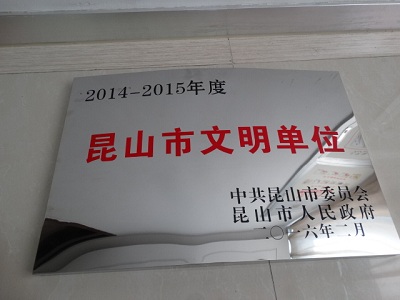 2014-2015年度
昆山市文明单位
中共昆山市委员会
昆山市人民政府
二〇一六年二月